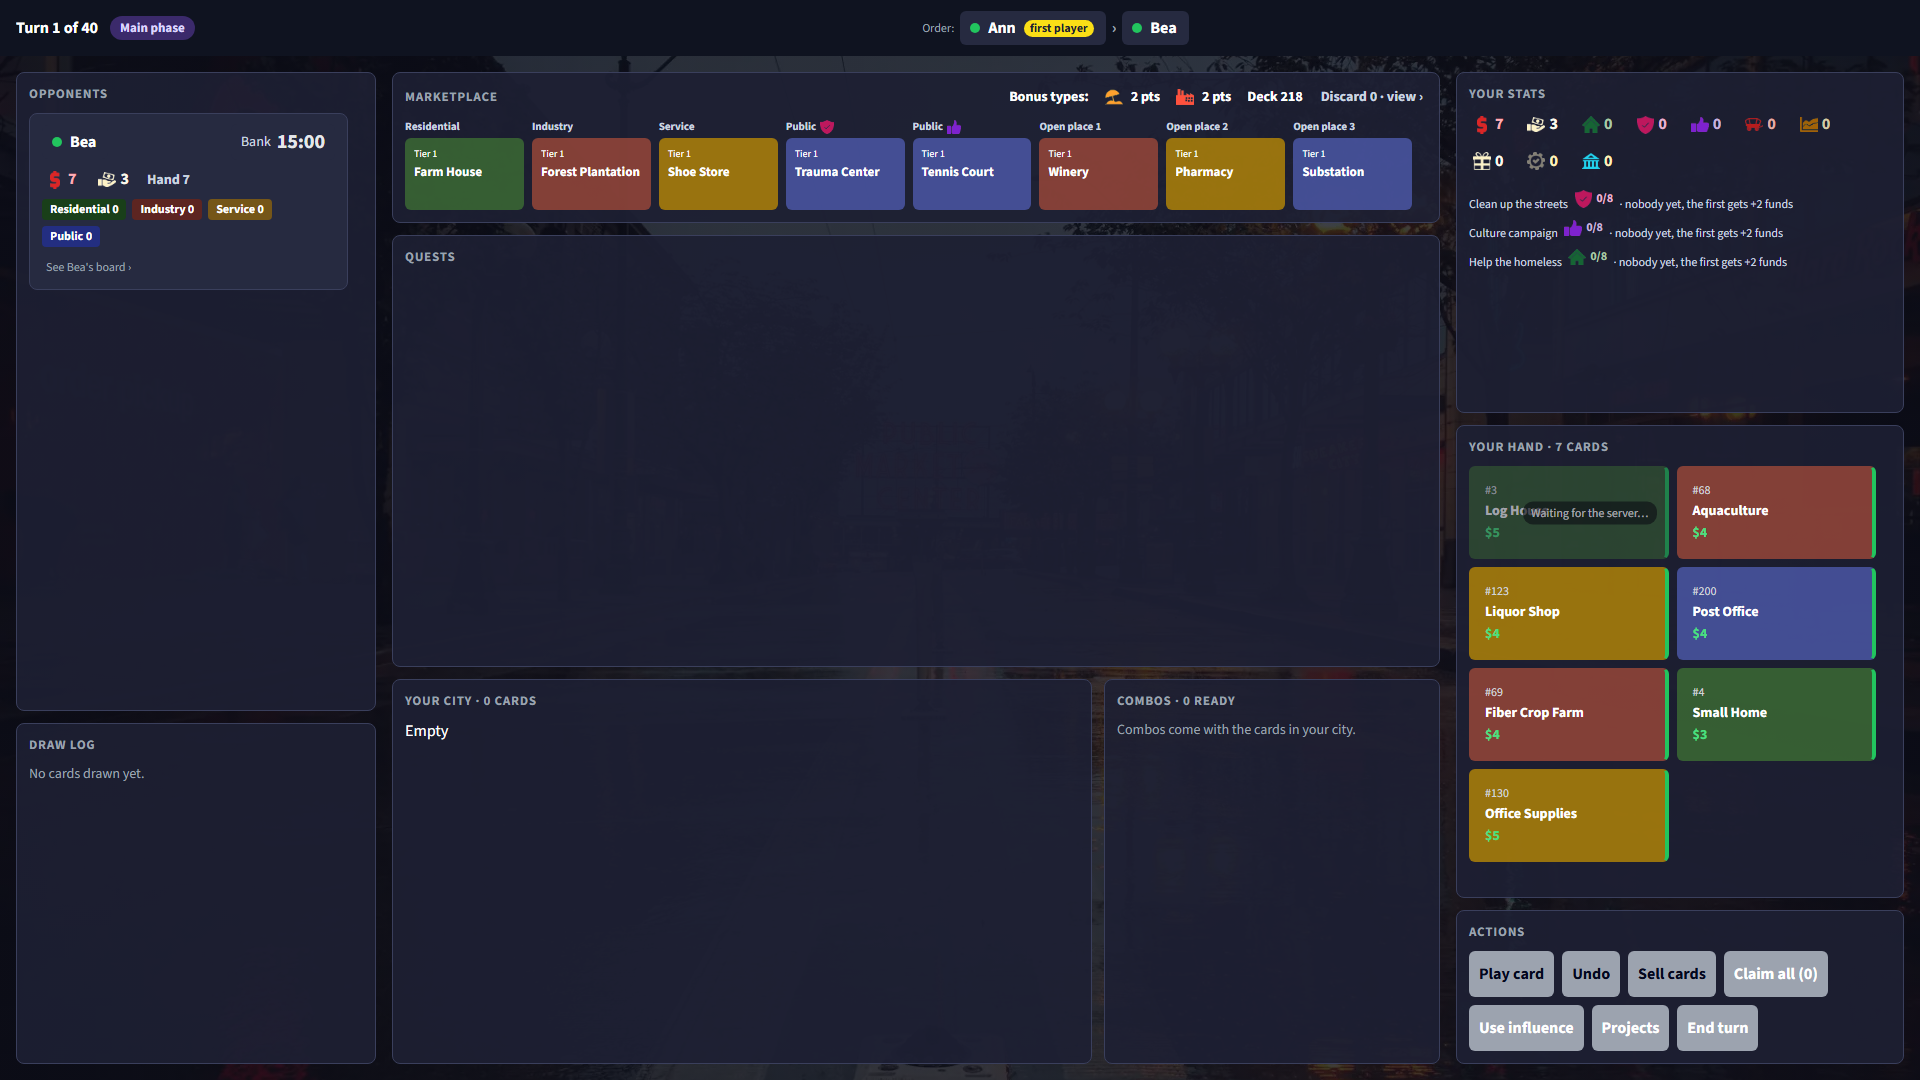 Turn 1 of 40 Main phase
Order: Ann first player › Bea
OPPONENTS
Bea Bank 15:00
7 3 Hand 7
Residential 0 Industry 0 Service 0
Public 0
See Bea's board ›
DRAW LOG
No cards drawn yet.
MARKETPLACE Bonus types: 2 pts 2 pts Deck 218 Discard 0 · view ›
Residential Industry Service Public Public Open place 1 Open place 2 Open place 3
Tier 1 Tier 1 Tier 1 Tier 1 Tier 1 Tier 1 Tier 1 Tier 1
Farm House Forest Plantation Shoe Store Trauma Center Tennis Court Winery Pharmacy Substation
QUESTS
YOUR CITY · 0 CARDS
Empty
COMBOS · 0 READY
Combos come with the cards in your city.
YOUR STATS
7 3 0 0 0 0 0
0 0 0
Clean up the streets 0/8 · nobody yet, the first gets +2 funds
Culture campaign 0/8 · nobody yet, the first gets +2 funds
Help the homeless 0/8 · nobody yet, the first gets +2 funds
YOUR HAND · 7 CARDS
#3
Log Waiting for the server…
$5
#68
Aquaculture
$4
#123
Liquor Shop
$4
#200
Post Office
$4
#69
Fiber Crop Farm
$4
#4
Small Home
$3
#130
Office Supplies
$5
ACTIONS
Play card Undo Sell cards Claim all (0)
Use influence Projects End turn